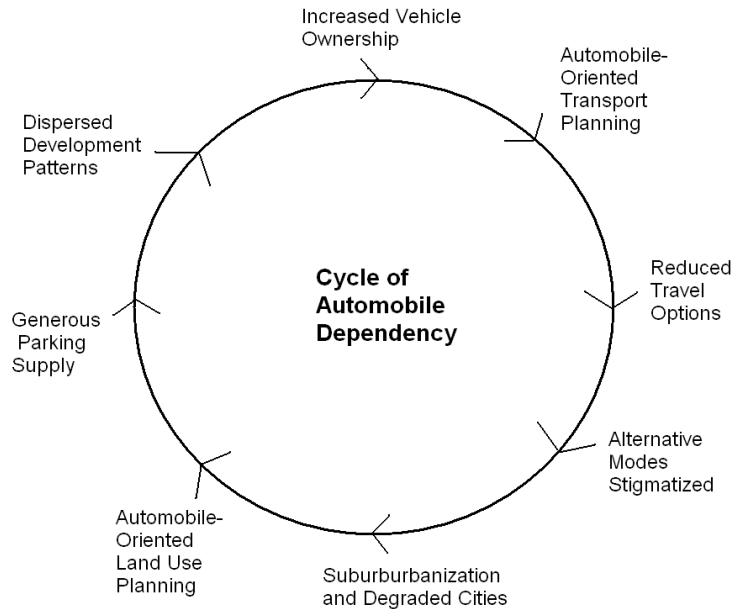 Increased Vehicle
Ownership
Automobile-
Oriented
Transport
Planning
Reduced
Travel
Options
Alternative
Modes
Stigmatized
Suburburbanization
and Degraded Cities
Automobile-
Oriented
Land Use
Planning
Generous
Parking
Supply
Dispersed
Development
Patterns
Cycle of
Automobile
Dependency